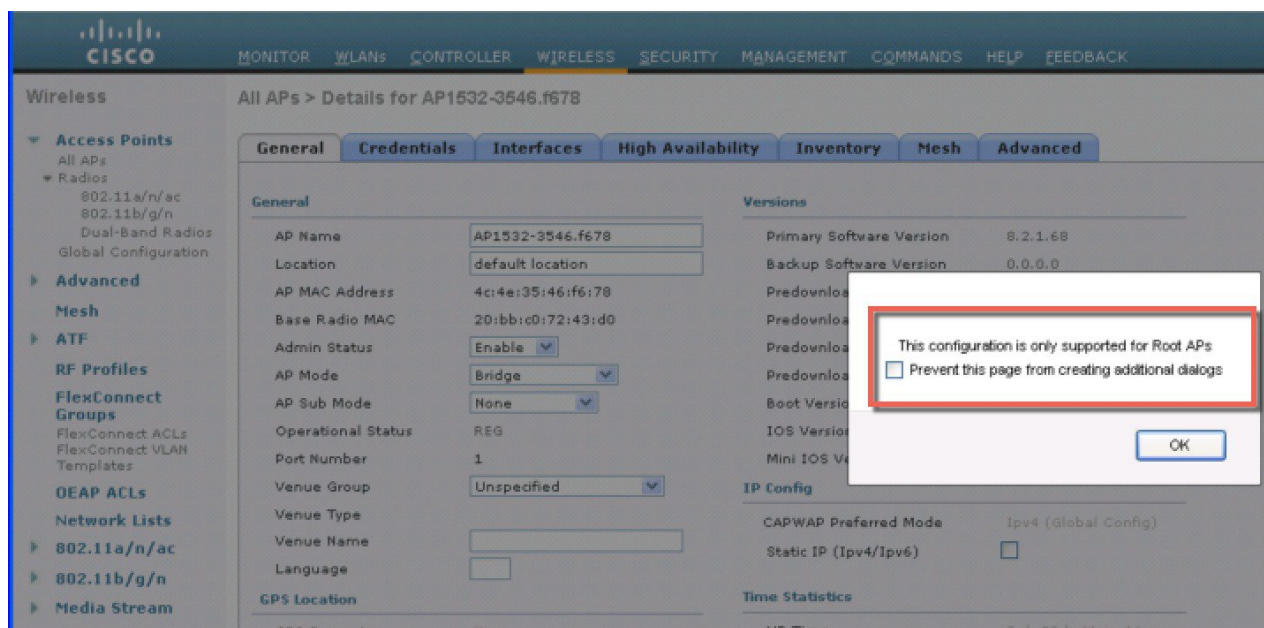 CISCO
MONITOR WLANs CONTROLLER WIRELESS SECURITY MANAGEMENT COMMANDS HELP FEEDBACK
Wireless
Access Points
All APs
Radios
802.11a/n/ac
802.11b/g/n
Dual-Band Radios
Global Configuration
Advanced
Mesh
ATF
RF Profiles
FlexConnect
Groups
FlexConnect ACLs
FlexConnect VLAN
Templates
OEAP ACLs
Network Lists
802.11a/n/ac
802.11b/g/n
Media Stream
All APs > Details for AP1532-3546.f678
General Credentials Interfaces High Availability Inventory Mesh Advanced
General
AP Name AP1532-3546.f678
Location default location
AP MAC Address 4c:4e:35:46:f6:78
Base Radio MAC 20:bb:c0:72:43:d0
Admin Status Enable
AP Mode Bridge
AP Sub Mode None
Operational Status REG
Port Number 1
Venue Group Unspecified
Venue Type
Venue Name
Language
GPS Location
Versions
Primary Software Version 8.2.1.68
Backup Software Version 0.0.0.0
Predownloa
Predownloa
Predownloa
Predownloa
Boot Versio
IOS Version
Mini IOS Ve
IP Config
CAPWAP Preferred Mode Ipv4 (Global Config)
Static IP (Ipv4/Ipv6)
Time Statistics
This configuration is only supported for Root APs
Prevent this page from creating additional dialogs
OK